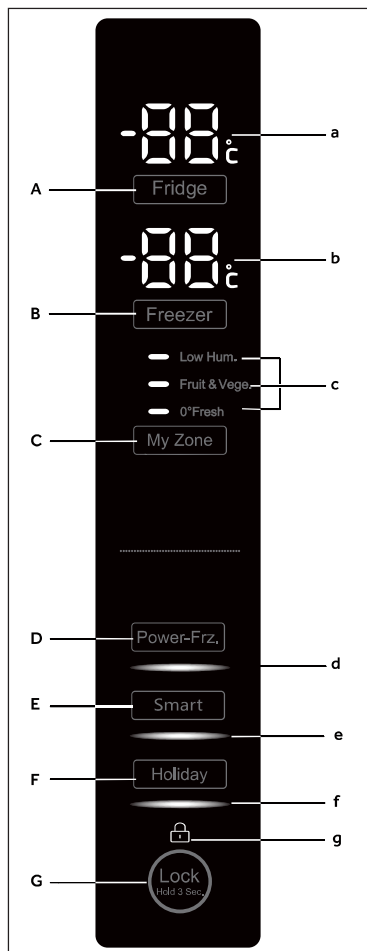 -88°c a
A Fridge
-88°c b
B Freezer
Low Hum.
Fruit & Vege. c
0°Fresh
C My Zone
D Power-Frz.
d
E Smart
e
F Holiday
f
g
G Lock
Hold 3 Sec.